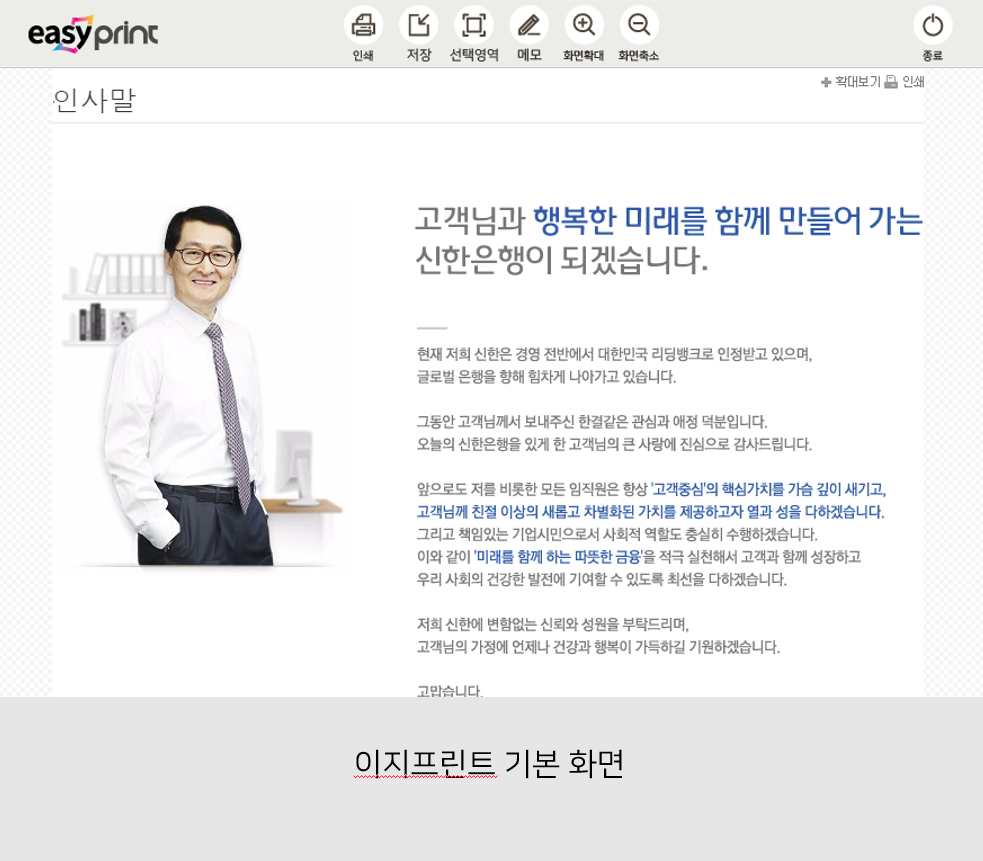 easyprint
인쇄
저장
선택영역
메모
화면확대
화면축소
종료
확대보기 인쇄
인사말
고객님과 행복한 미래를 함께 만들어 가는
신한은행이 되겠습니다.
현재 저희 신한은 경영 전반에서 대한민국 리딩뱅크로 인정받고 있으며,
글로벌 은행을 향해 힘차게 나아가고 있습니다.
그동안 고객님께서 보내주신 한결같은 관심과 애정 덕분입니다.
오늘의 신한은행을 있게 한 고객님의 큰 사랑에 진심으로 감사드립니다.
앞으로도 저를 비롯한 모든 임직원은 항상 '고객중심'의 핵심가치를 가슴 깊이 새기고,
고객님께 친절 이상의 새롭고 차별화된 가치를 제공하고자 열과 성을 다하겠습니다.
그리고 책임있는 기업시민으로서 사회적 역할도 충실히 수행하겠습니다.
이와 같이 '미래를 함께 하는 따뜻한 금융'을 적극 실천해서 고객과 함께 성장하고
우리 사회의 건강한 발전에 기여할 수 있도록 최선을 다하겠습니다.
저희 신한에 변함없는 신뢰와 성원을 부탁드리며,
고객님의 가정에 언제나 건강과 행복이 가득하길 기원하겠습니다.
고맙습니다.
이지프린트 기본 화면